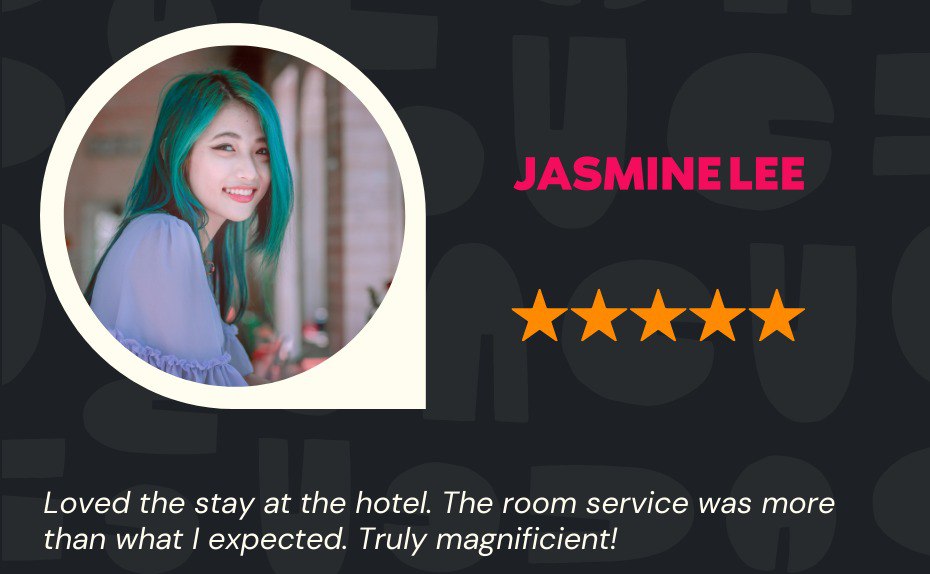 JASMINE LEE
Loved the stay at the hotel. The room service was more
than what I expected. Truly magnificient!